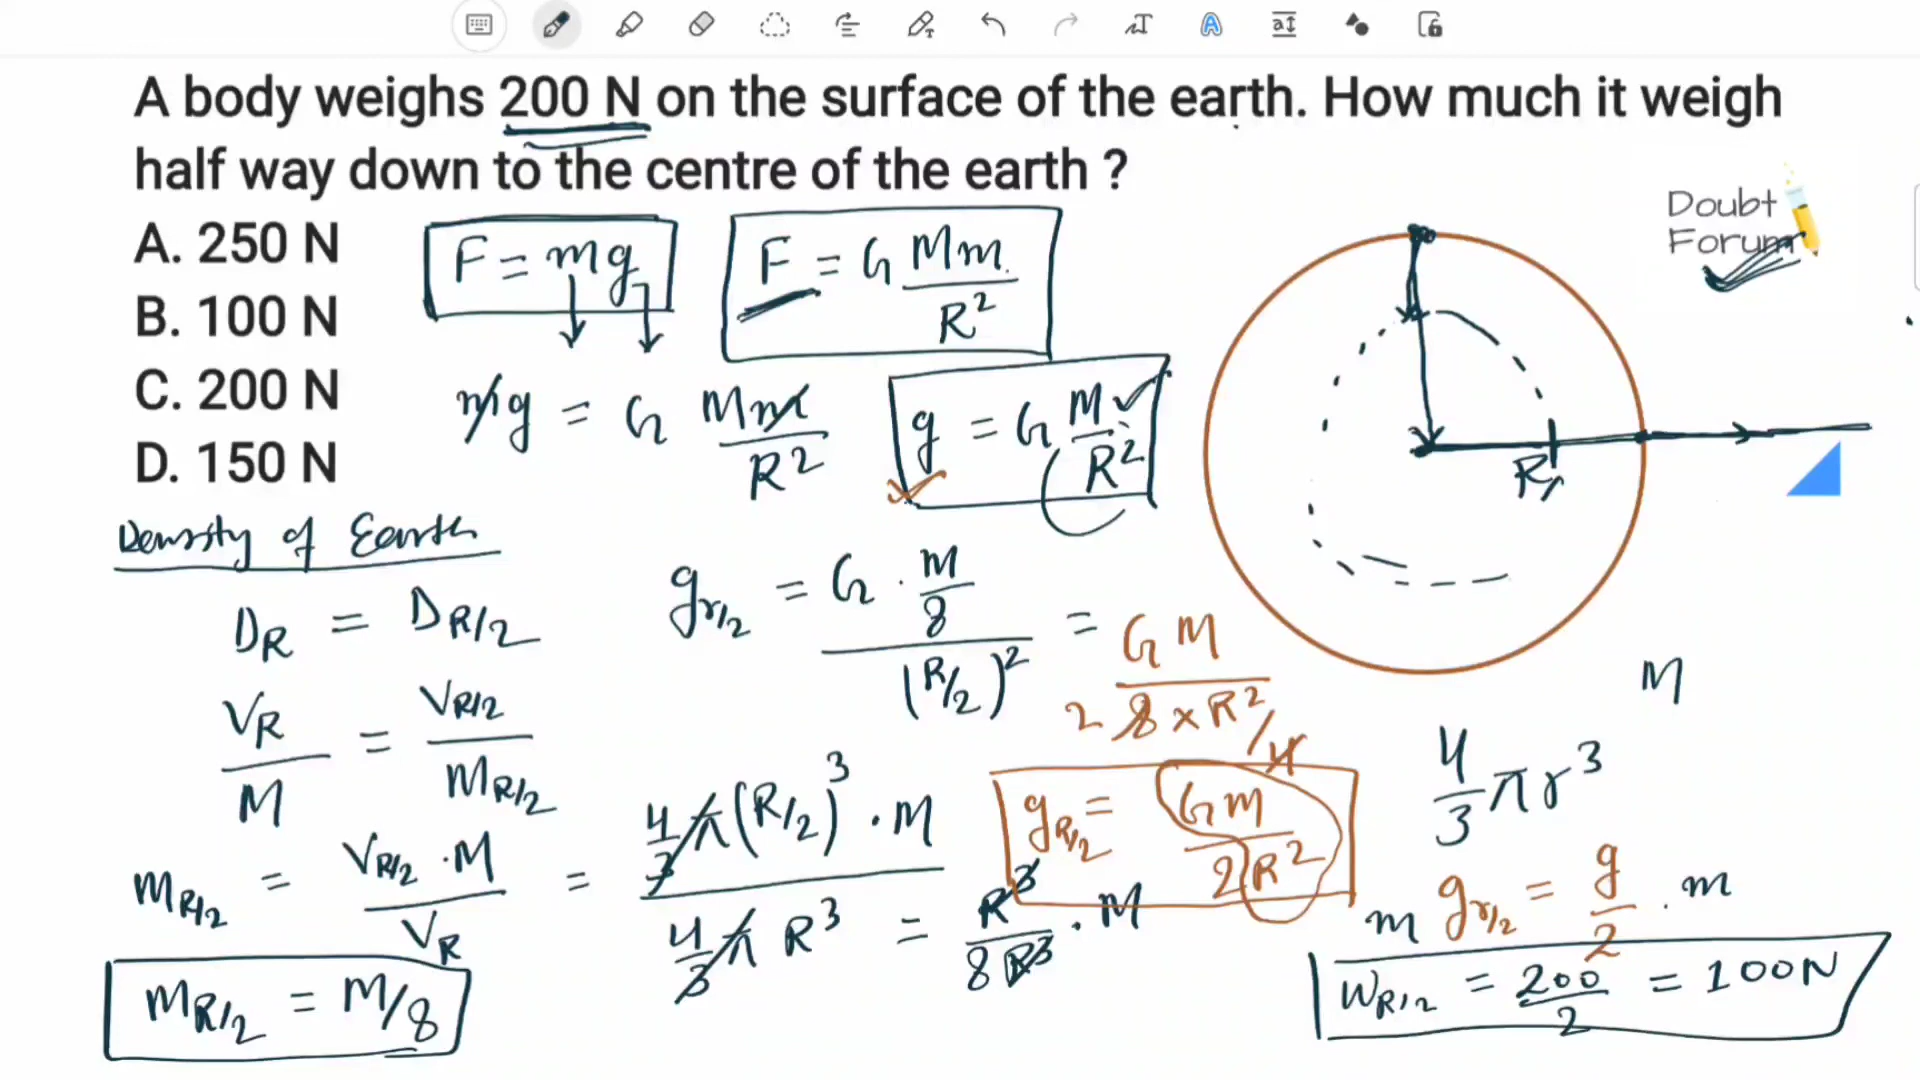 A body weighs 200 N on the surface of the earth. How much it weigh
half way down to the centre of the earth ?
A. 250 N
B. 100 N
C. 200 N
D. 150 N
Doubt
Forum
F = mg
F = G Mm / R²
mg = G Mm / R²
g = G M / R²
R
Density of Earth
D_R = D_R/2
V_R / M = V_R/2 / M_R/2
M_R/2 = V_R/2 · M / V_R = 4/3 π (R/2)³ · M / 4/3 π R³ = R³ / 8R³ · M
M_R/2 = M/8
g_r/2 = G · M/8 / (R/2)² = GM / 8 × R²/4
2
g_R/2 = GM / 2R²
M
4/3 πr³
m g_r/2 = g/2 . m
W_R/2 = 200/2 = 100N